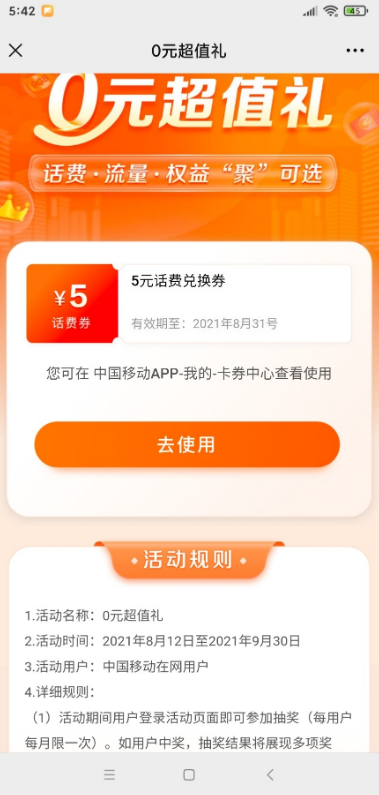 5:42
45
0元超值礼
0元超值礼
话费·流量·权益“聚”可选
¥5
话费券
5元话费兑换券
有效期至：2021年8月31号
您可在 中国移动APP-我的-卡券中心查看使用
去使用
活动规则
1.活动名称：0元超值礼
2.活动时间：2021年8月12日至2021年9月30日
3.活动用户：中国移动在网用户
4.详细规则：
（1）活动期间用户登录活动页面即可参加抽奖（每用户
每月限一次）。如用户中奖，抽奖结果将展现多项奖